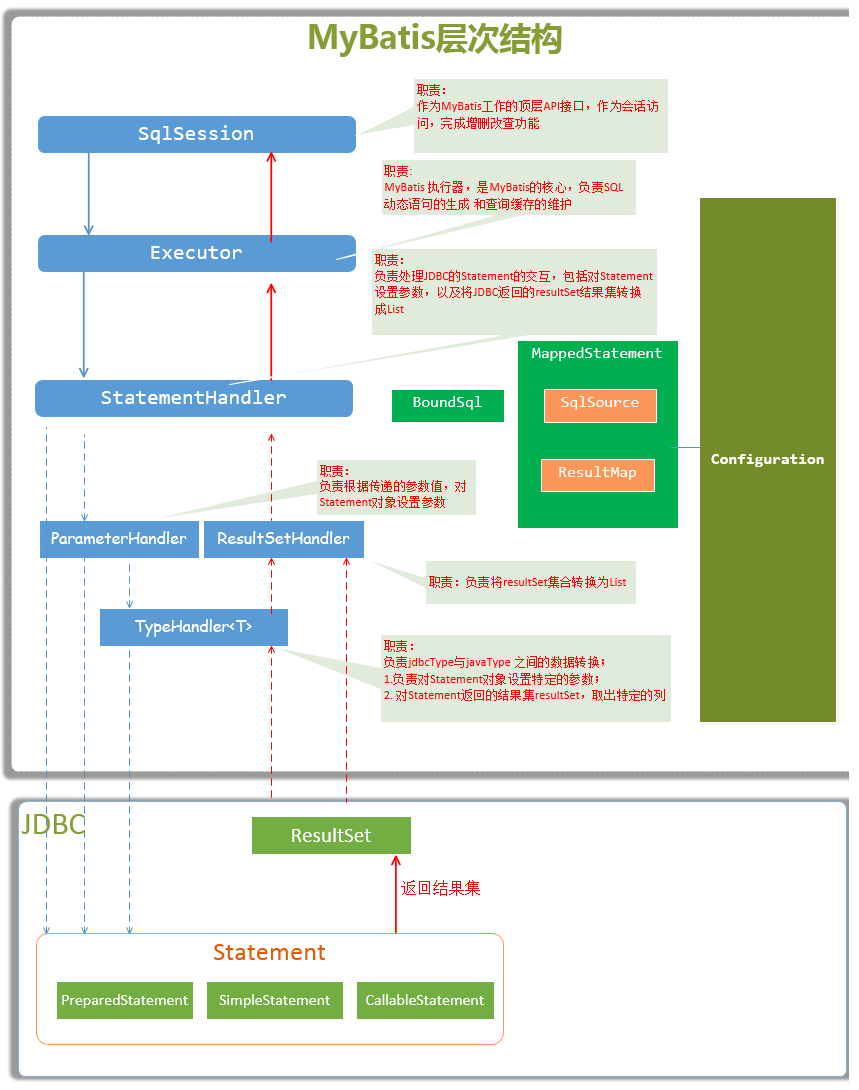 MyBatis层次结构
职责：
作为MyBatis工作的顶层API接口，作为会话访
问，完成增删改查功能
SqlSession
职责:
MyBatis 执行器，是MyBatis的核心，负责SQL
动态语句的生成 和查询缓存的维护
Executor
职责：
负责处理JDBC的Statement的交互，包括对Statement
设置参数，以及将JDBC返回的resultSet结果集转换
成List
MappedStatement
StatementHandler
BoundSql
SqlSource
Configuration
ResultMap
职责：
负责根据传递的参数值，对
Statement对象设置参数
ParameterHandler
ResultSetHandler
职责：负责将resultSet集合转换为List
TypeHandler<T>
职责：
负责jdbcType与javaType 之间的数据转换；
1.负责对Statement对象设置特定的参数；
2. 对Statement返回的结果集resultSet，取出特定的列
JDBC
ResultSet
返回结果集
Statement
PreparedStatement
SimpleStatement
CallableStatement